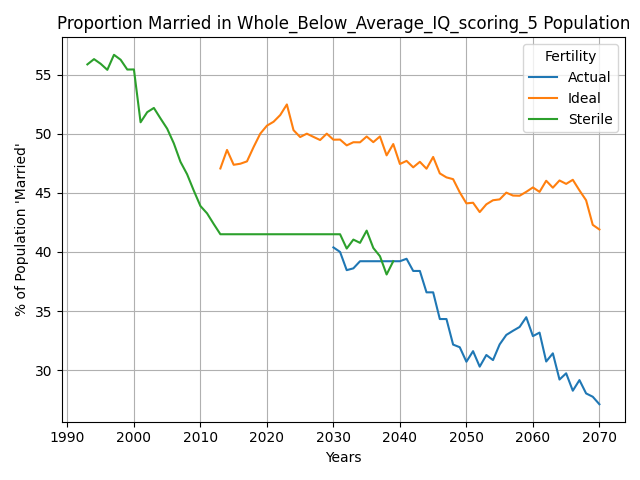 Proportion Married in Whole_Below_Average_IQ_scoring_5 Population
Fertility
Actual
Ideal
Sterile
% of Population 'Married'
55
50
45
40
35
30
1990 2000 2010 2020 2030 2040 2050 2060 2070
Years